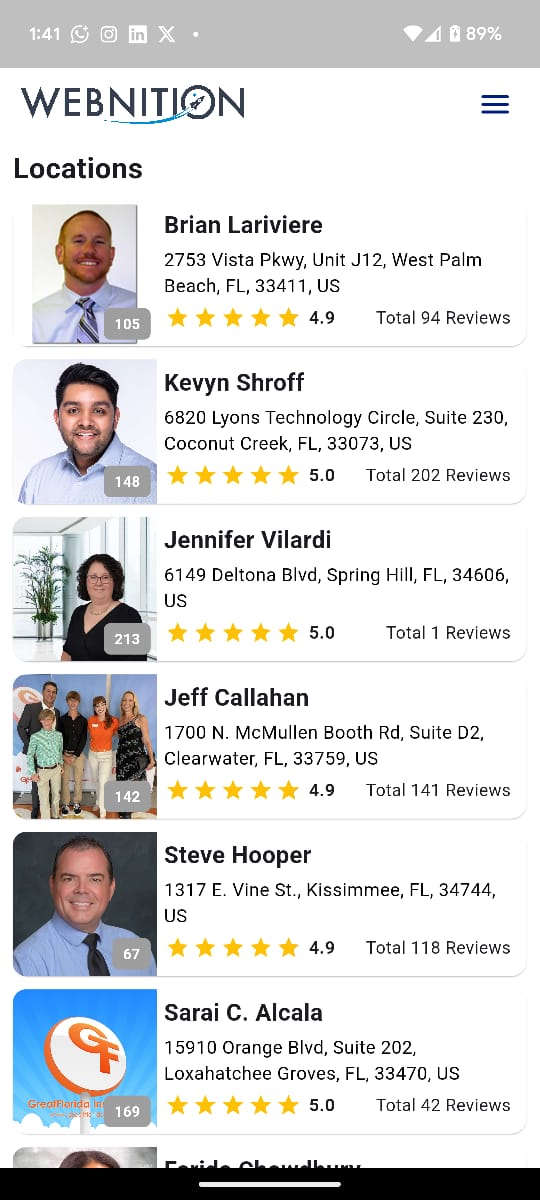 1:41
89%
WEBNITION
Locations
105
Brian Lariviere
2753 Vista Pkwy, Unit J12, West Palm
Beach, FL, 33411, US
4.9 Total 94 Reviews
148
Kevyn Shroff
6820 Lyons Technology Circle, Suite 230,
Coconut Creek, FL, 33073, US
5.0 Total 202 Reviews
213
Jennifer Vilardi
6149 Deltona Blvd, Spring Hill, FL, 34606,
US
5.0 Total 1 Reviews
142
Jeff Callahan
1700 N. McMullen Booth Rd, Suite D2,
Clearwater, FL, 33759, US
4.9 Total 141 Reviews
67
Steve Hooper
1317 E. Vine St., Kissimmee, FL, 34744,
US
4.9 Total 118 Reviews
GF
GreatFlorida
169
Sarai C. Alcala
15910 Orange Blvd, Suite 202,
Loxahatchee Groves, FL, 33470, US
5.0 Total 42 Reviews